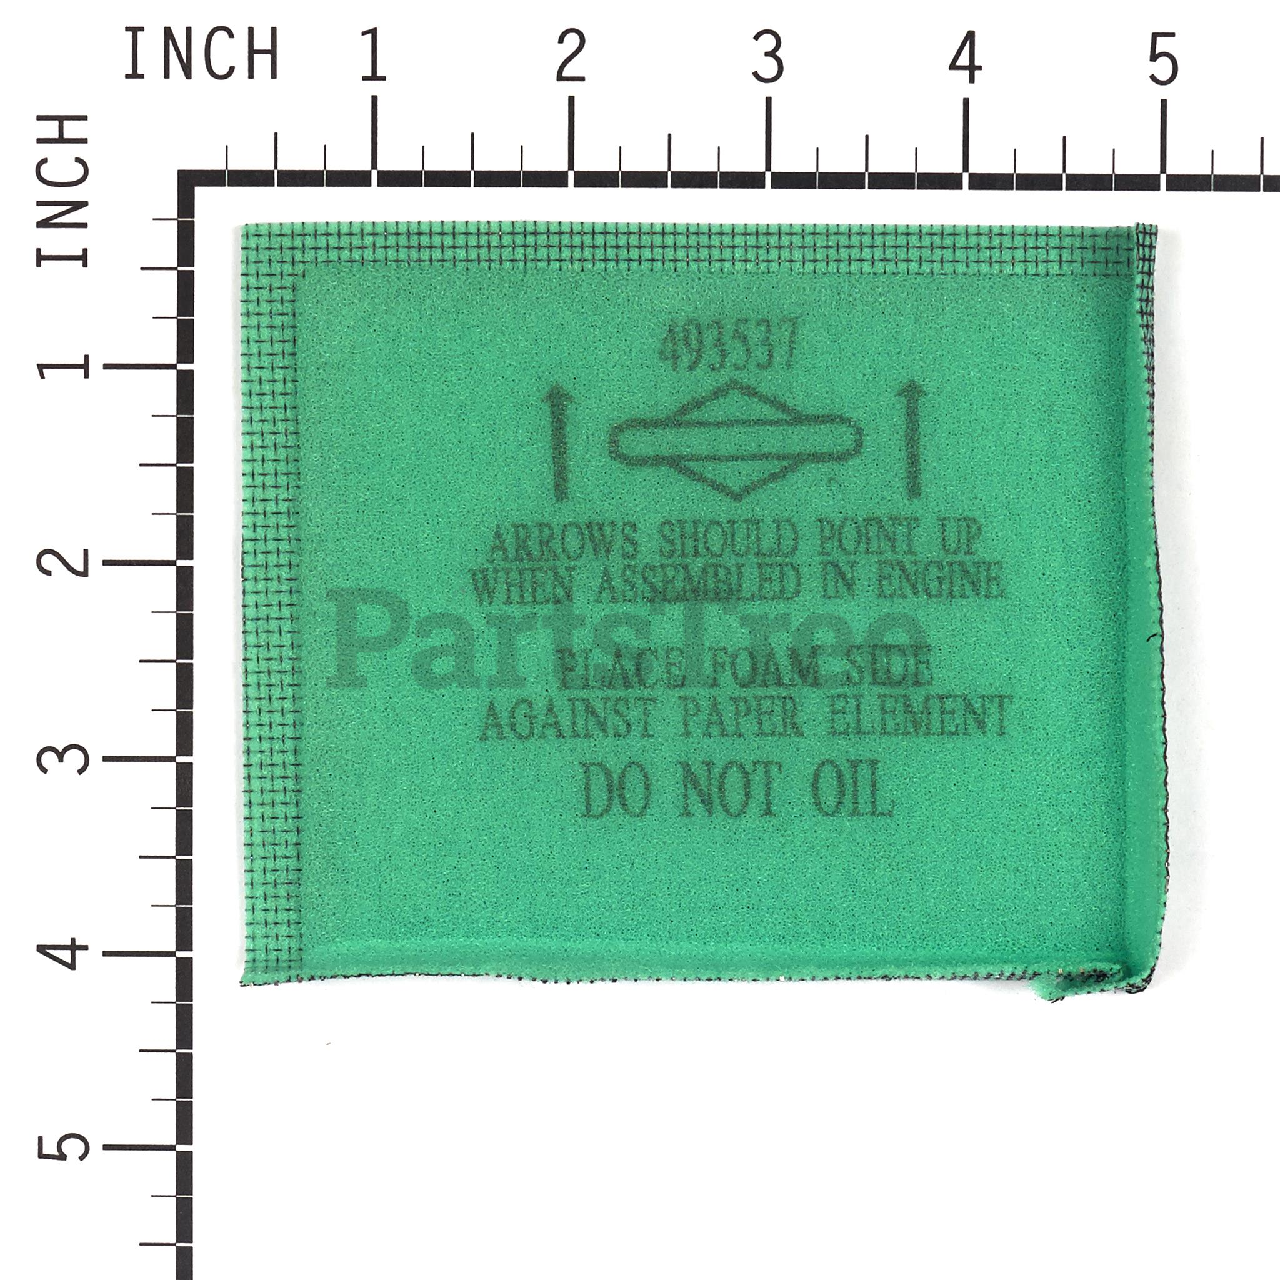 INCH 1 2 3 4 5
INCH
1
2
3
4
5
493537
ARROWS SHOULD POINT UP
WHEN ASSEMBLED IN ENGINE
PartsTree
PLACE FOAM SIDE
AGAINST PAPER ELEMENT
DO NOT OIL